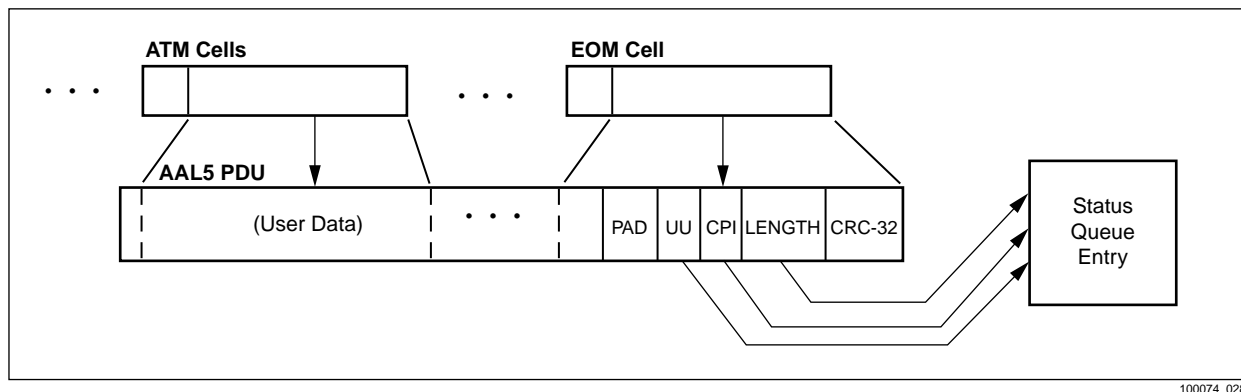 ATM Cells
EOM Cell
AAL5 PDU
(User Data)
PAD
UU
CPI
LENGTH
CRC-32
Status
Queue
Entry